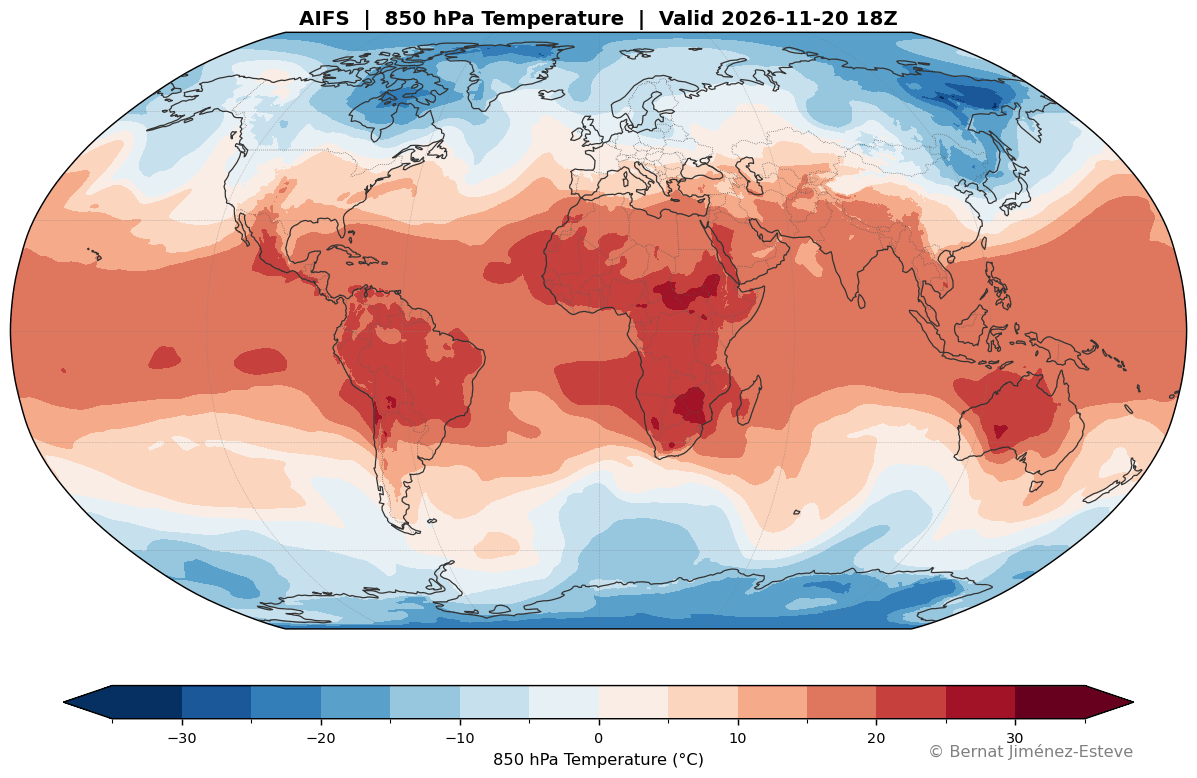 AIFS | 850 hPa Temperature | Valid 2026-11-20 18Z
−30 −20 −10 0 10 20 30
850 hPa Temperature (°C)
© Bernat Jiménez-Esteve